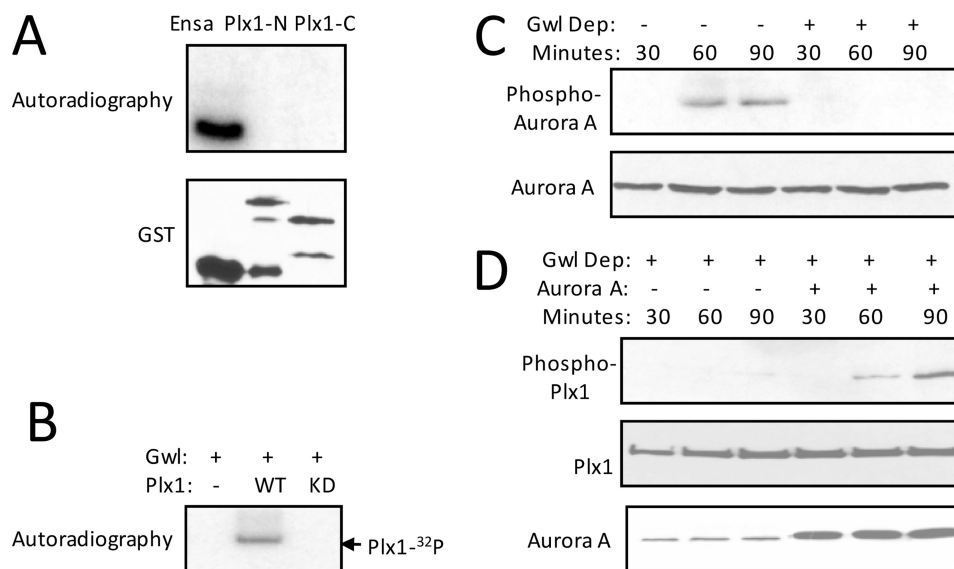 A
Ensa Plx1-N Plx1-C
Autoradiography
GST
B
Gwl: + + +
Plx1: - WT KD
Autoradiography
Plx1-³²P
C
Gwl Dep: - - - + + +
Minutes: 30 60 90 30 60 90
Phospho-
Aurora A
Aurora A
D
Gwl Dep: + + + + + +
Aurora A: - - - + + +
Minutes: 30 60 90 30 60 90
Phospho-
Plx1
Plx1
Aurora A